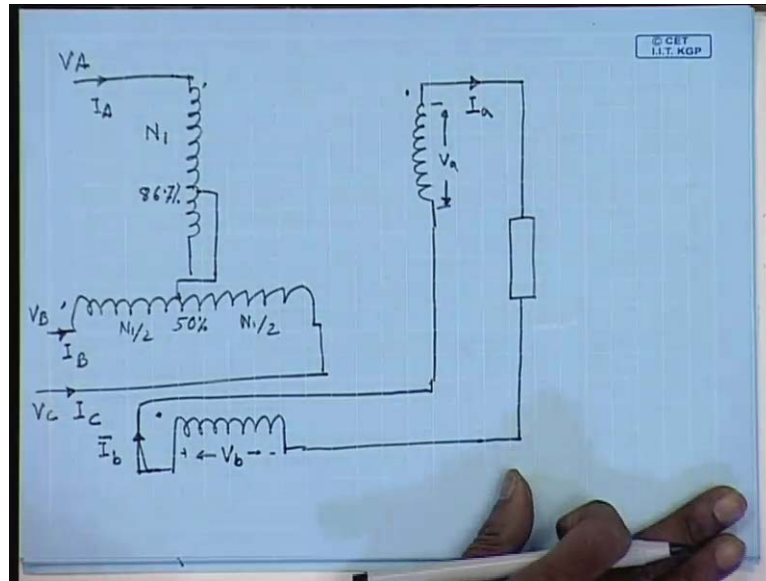 © CET
I.I.T. KGP
VA
IA
N1
86.7%
Ia
Va
VB
IB
N1/2 50% N1/2
VC IC
Ib
+ Vb -